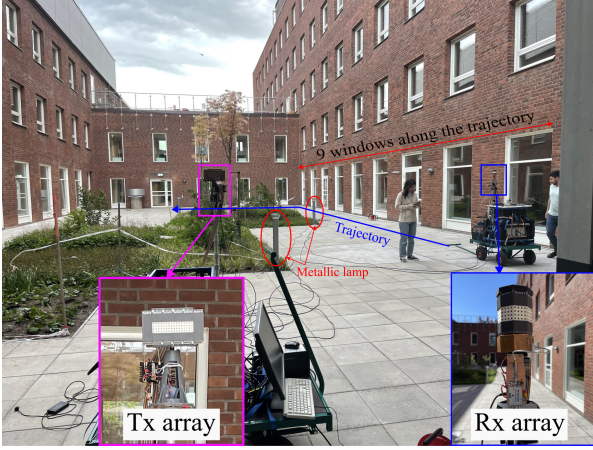 9 windows along the trajectory
Trajectory
Metallic lamp
Tx array
Rx array